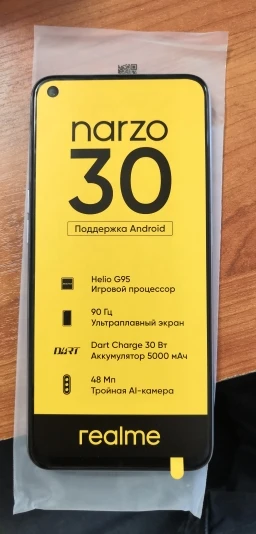 narzo
30
Поддержка Android
Helio G95
Игровой процессор
90 Гц
Ультраплавный экран
DART
Dart Charge 30 Вт
Аккумулятор 5000 мАч
48 Мп
Тройная AI-камера
realme